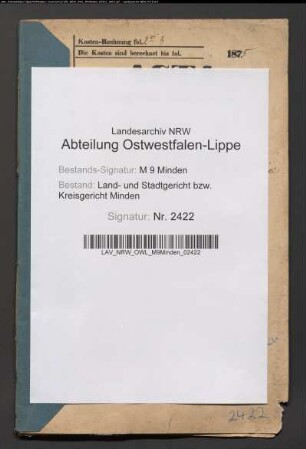 Kosten-Rechnung fol.
Die Kosten sind berechnet bis fol. 187
Landesarchiv NRW
Abteilung Ostwestfalen-Lippe
Bestands-Signatur: M 9 Minden
Bestand: Land- und Stadtgericht bzw.
Kreisgericht Minden
Signatur: Nr. 2422
LAV_NRW_OWL_M9Minden_02422
2422